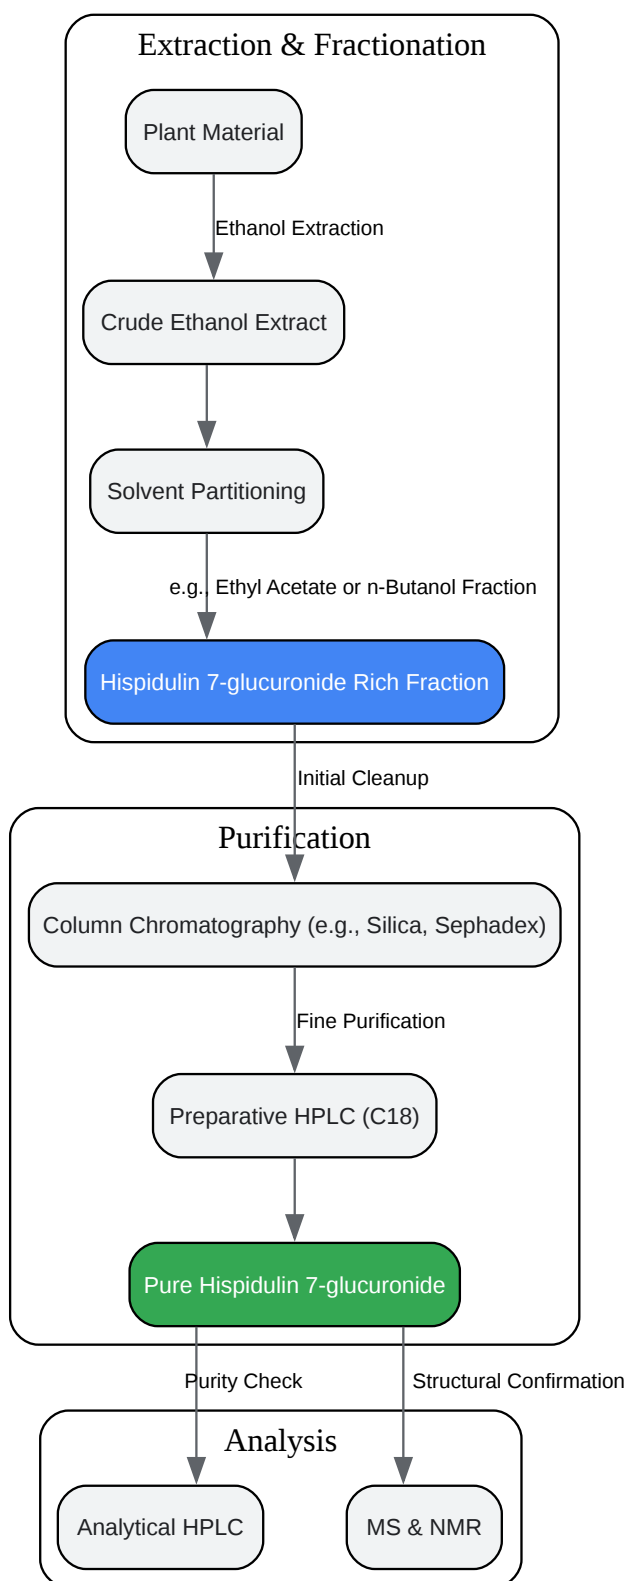 Extraction & Fractionation
Plant Material
Ethanol Extraction
Crude Ethanol Extract
Solvent Partitioning
e.g., Ethyl Acetate or n-Butanol Fraction
Hispidulin 7-glucuronide Rich Fraction
Initial Cleanup
Purification
Column Chromatography (e.g., Silica, Sephadex)
Fine Purification
Preparative HPLC (C18)
Pure Hispidulin 7-glucuronide
Purity Check
Structural Confirmation
Analysis
Analytical HPLC
MS & NMR